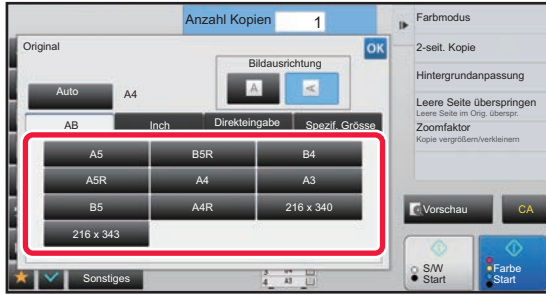 Anzahl Kopien 1
Original
OK
Bildausrichtung
A A
Auto A4
AB Inch Direkteingabe Spezif. Grösse
A5 B5R B4
A5R A4 A3
B5 A4R 216 x 340
216 x 343
Sonstiges
A3
Farbmodus
2-seit. Kopie
Hintergrundanpassung
Leere Seite überspringen
Leere Seite im Orig. überspr.
Zoomfaktor
Kopie vergrößern/verkleinern
Vorschau CA
S/W Start
Farbe Start